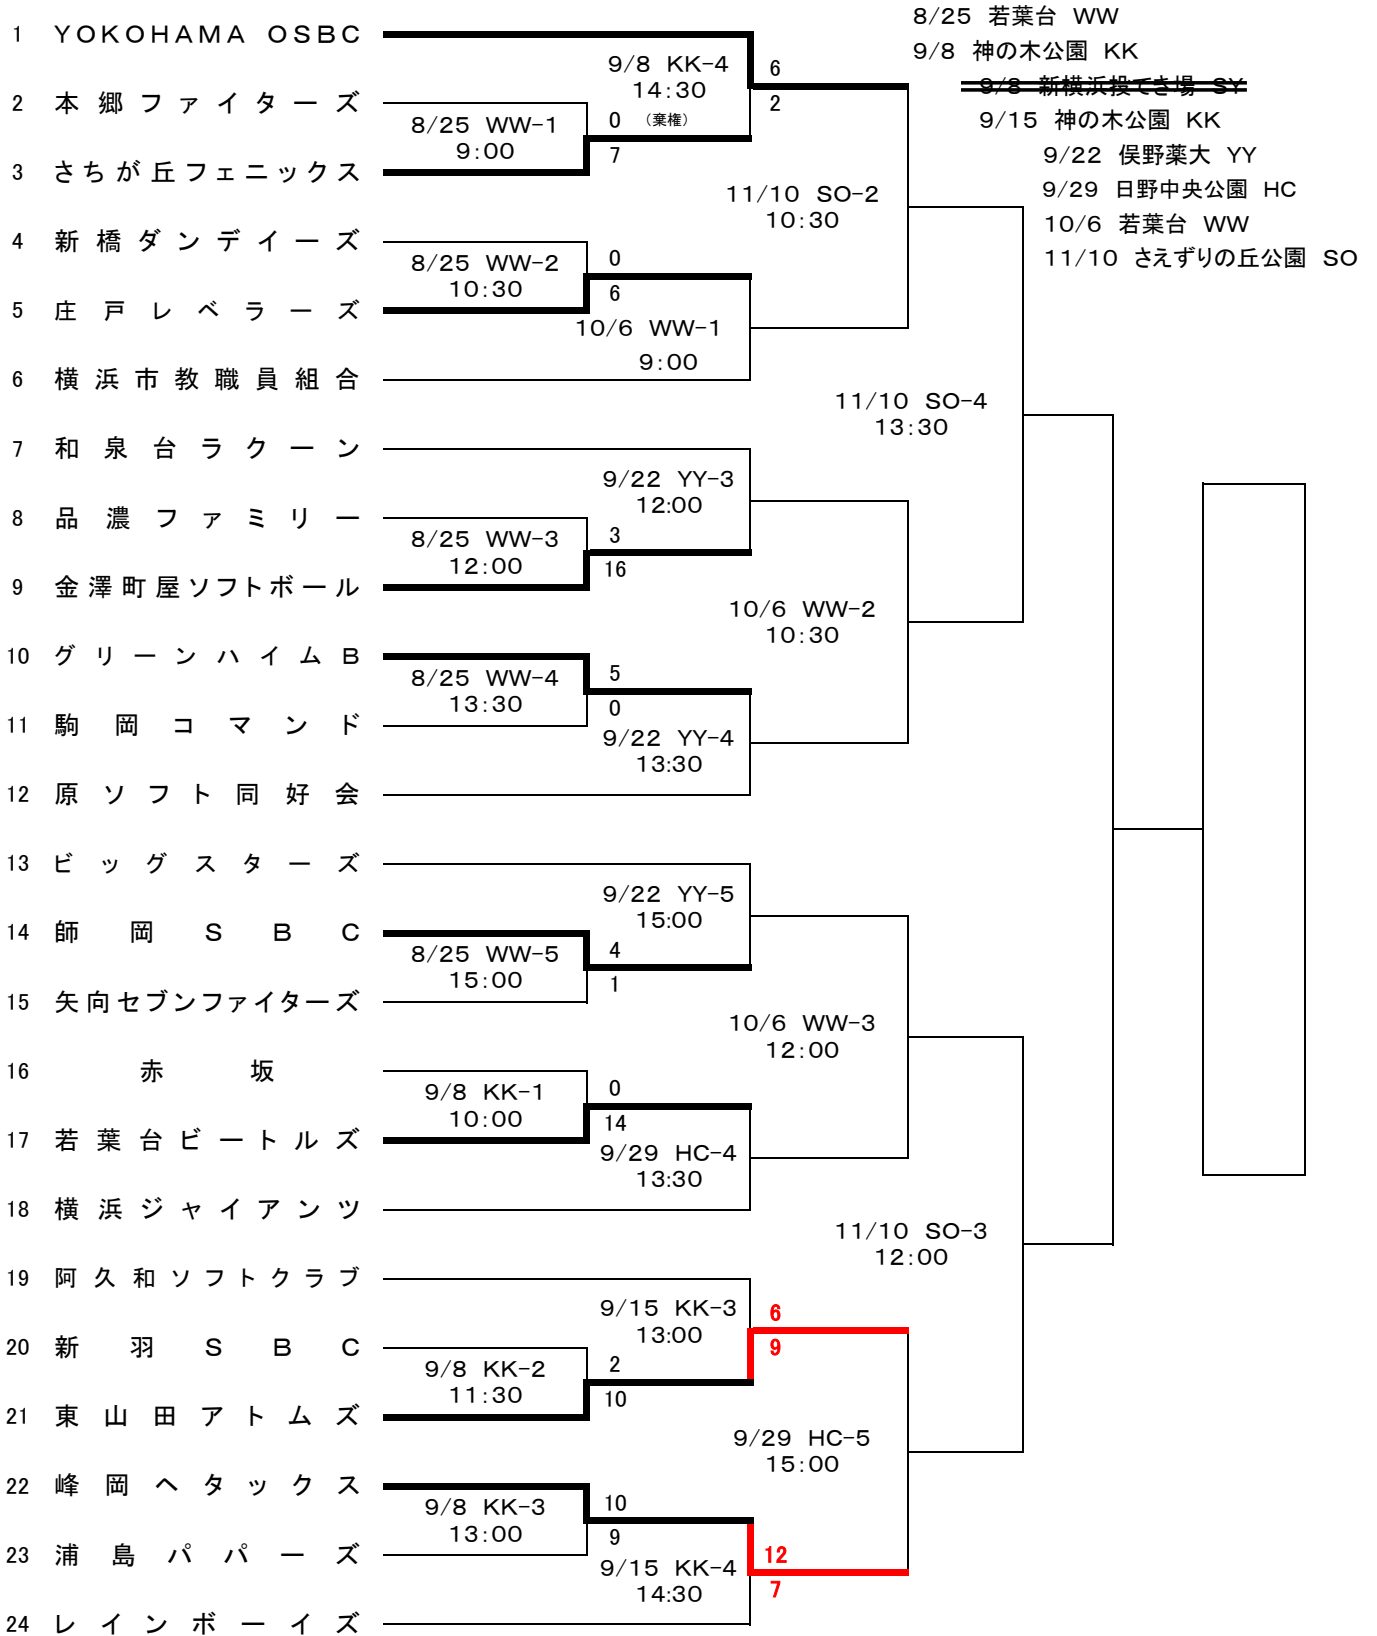 8/25 若葉台 WW
9/8 神の木公園 KK
9/8 新横浜投てき場 SY
9/15 神の木公園 KK
9/22 俣野薬大 YY
9/29 日野中央公園 HC
10/6 若葉台 WW
11/10 さえずりの丘公園 SO
1 YOKOHAMA OSBC
9/8 KK-4
14:30
6
2
2 本郷ファイターズ
8/25 WW-1
9:00
0 (棄権)
7
3 さちが丘フェニックス
11/10 SO-2
10:30
4 新橋ダンデイーズ
8/25 WW-2
10:30
0
6
5 庄戸レベラーズ
10/6 WW-1
9:00
6 横浜市教職員組合
11/10 SO-4
13:30
7 和泉台ラクーン
9/22 YY-3
12:00
8 品濃ファミリー
8/25 WW-3
12:00
3
16
9 金澤町屋ソフトボール
10/6 WW-2
10:30
10 グリーンハイムB
8/25 WW-4
13:30
5
0
11 駒岡コマンド
9/22 YY-4
13:30
12 原ソフト同好会
13 ビッグスターズ
9/22 YY-5
15:00
14 師岡SBC
8/25 WW-5
15:00
4
1
15 矢向セブンファイターズ
10/6 WW-3
12:00
16 赤坂
9/8 KK-1
10:00
0
14
17 若葉台ビートルズ
9/29 HC-4
13:30
18 横浜ジャイアンツ
11/10 SO-3
12:00
19 阿久和ソフトクラブ
9/15 KK-3
13:00
6
9
20 新羽SBC
9/8 KK-2
11:30
2
10
21 東山田アトムズ
9/29 HC-5
15:00
22 峰岡ヘタックス
9/8 KK-3
13:00
10
9
23 浦島パパーズ
9/15 KK-4
14:30
12
7
24 レインボーイズ